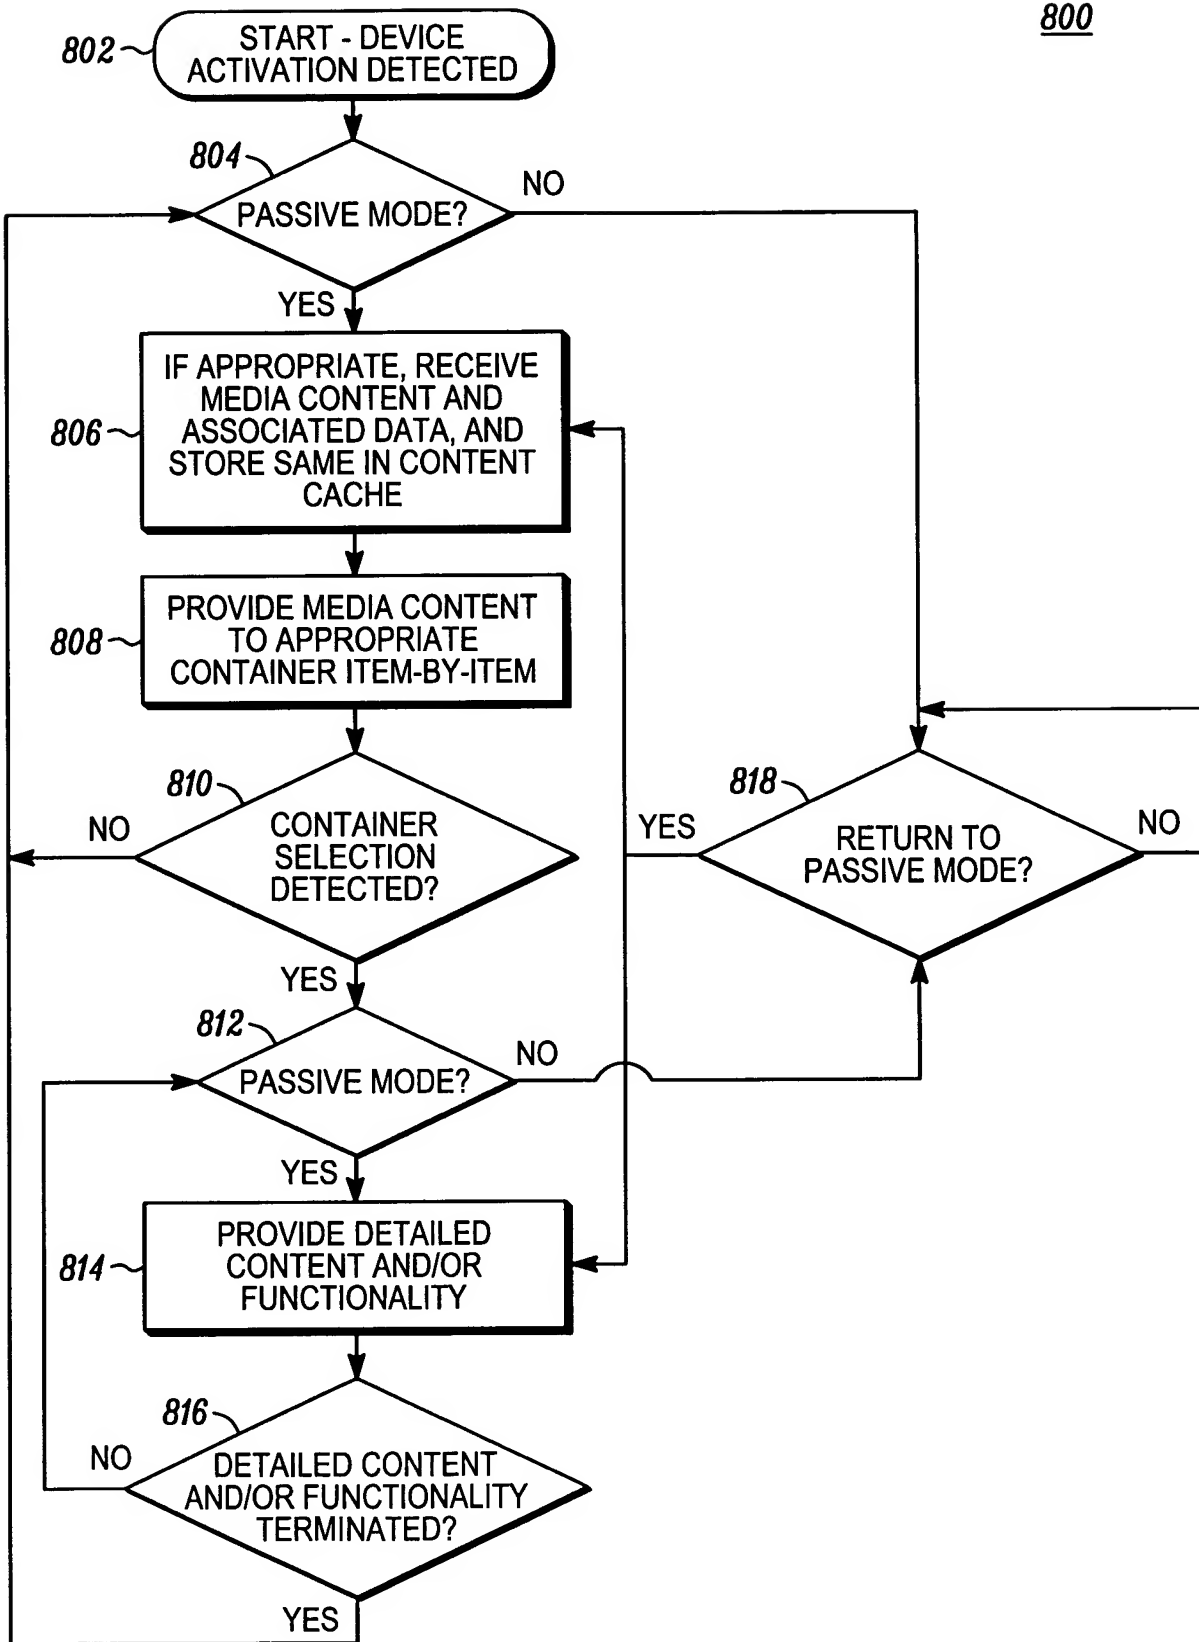 800
802
START - DEVICE
ACTIVATION DETECTED
804
PASSIVE MODE?
NO
YES
806
IF APPROPRIATE, RECEIVE
MEDIA CONTENT AND
ASSOCIATED DATA, AND
STORE SAME IN CONTENT
CACHE
808
PROVIDE MEDIA CONTENT
TO APPROPRIATE
CONTAINER ITEM-BY-ITEM
810
NO
CONTAINER
SELECTION
DETECTED?
YES
818
YES
RETURN TO
PASSIVE MODE?
NO
812
PASSIVE MODE?
NO
YES
814
PROVIDE DETAILED
CONTENT AND/OR
FUNCTIONALITY
816
NO
DETAILED CONTENT
AND/OR FUNCTIONALITY
TERMINATED?
YES